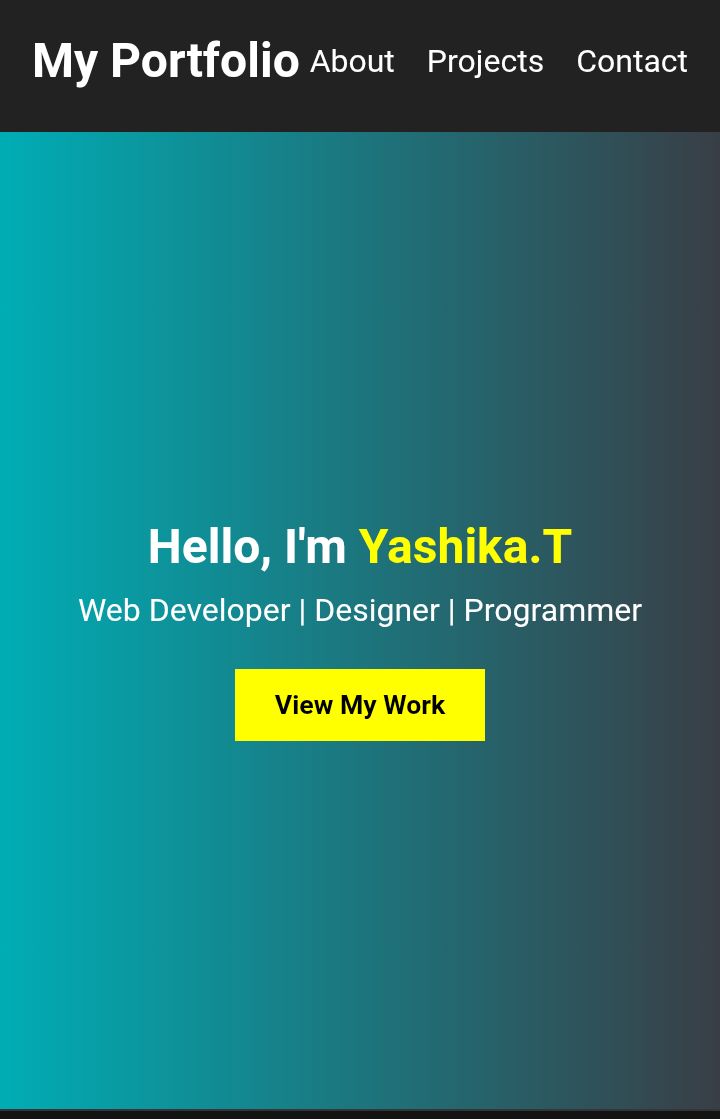 My Portfolio About Projects Contact
Hello, I'm Yashika.T
Web Developer | Designer | Programmer
View My Work